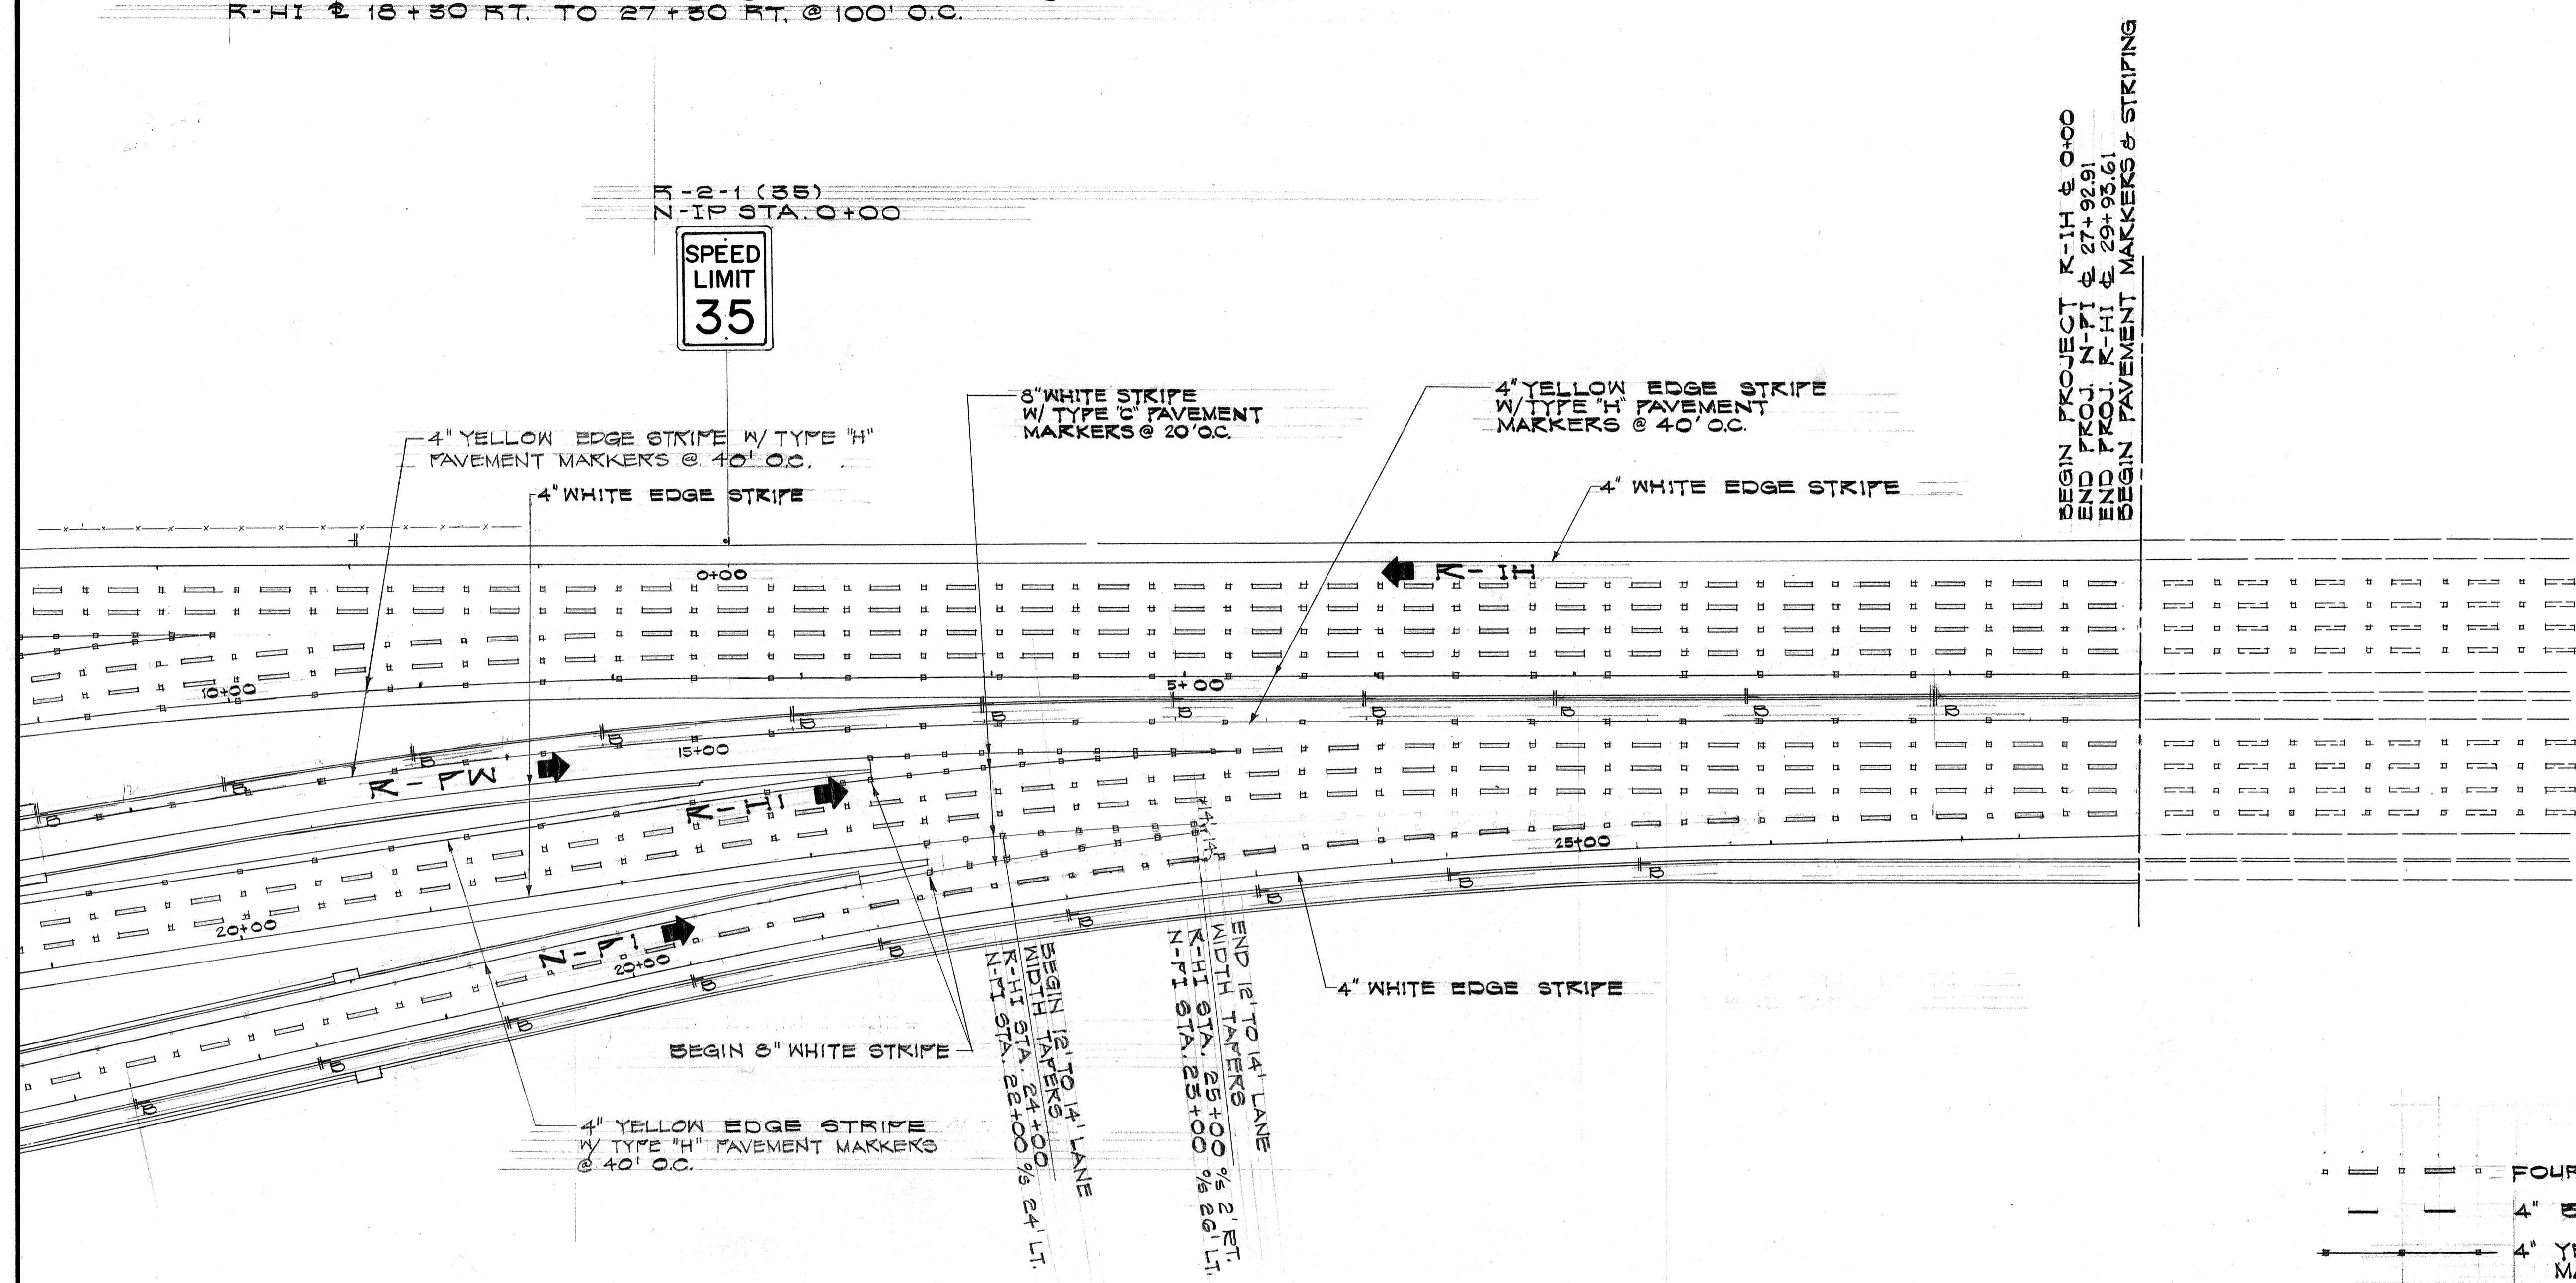 R-HI ℄ 18+50 RT. TO 27+50 RT. @ 100' O.C.
R-2-1 (35)
N-IP STA. 0+00
SPEED
LIMIT
35
BEGIN PROJECT R-IH ℄ 0+00
END PROJ. N-PI ℄ 27+92.91
END PROJ. R-HI ℄ 29+93.61
BEGIN PAVEMENT MARKERS & STRIPING
4" YELLOW EDGE STRIPE W/ TYPE "H"
PAVEMENT MARKERS @ 40' O.C.
4" WHITE EDGE STRIPE
8" WHITE STRIPE
W/ TYPE "C" PAVEMENT
MARKERS @ 20' O.C.
4" YELLOW EDGE STRIPE
W/ TYPE "H" PAVEMENT
MARKERS @ 40' O.C.
4" WHITE EDGE STRIPE
0+00
R-IH
10+00
5+00
B
B
B
B
B
B
B
B
B
B
B
15+00
R-PW
R-HI
25+00
20+00
N-PI
20+00
B
B
B
B
B
B
B
B
B
14'
14'
4" WHITE EDGE STRIPE
BEGIN 8" WHITE STRIPE
BEGIN 12' TO 14' LANE
WIDTH TAPERS
R-HI STA. 24+00
N-PI STA. 22+00 º/s 24' LT.
END 12' TO 14' LANE
WIDTH TAPERS
R-HI STA. 25+00 º/s 2' RT.
N-PI STA. 23+00 º/s 26' LT.
4" YELLOW EDGE STRIPE
W/ TYPE "H" PAVEMENT MARKERS
@ 40' O.C.
FOUR
4"
4" YE
MA